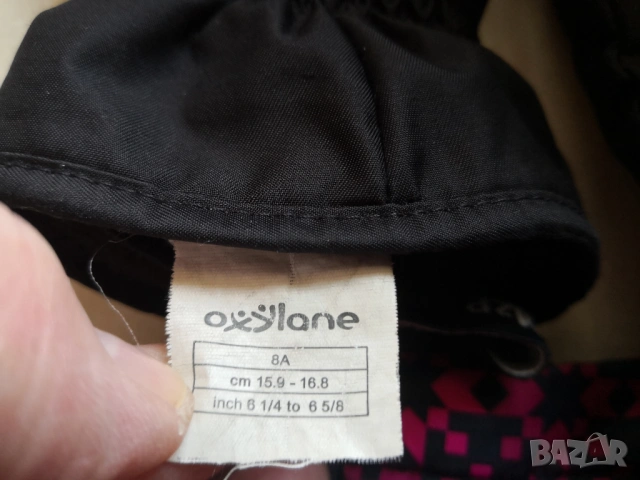 oxylane
8A
cm 15.9 - 16.8
inch 6 1/4 to 6 5/8
BAZAR